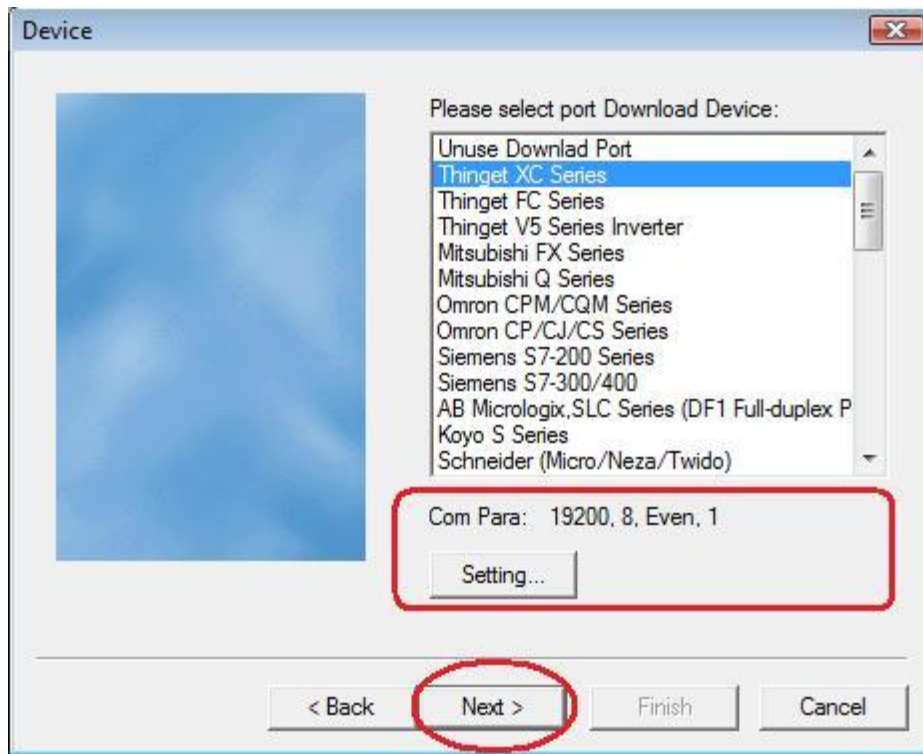 Device
Please select port Download Device:
Unuse Downlad Port
Thinget XC Series
Thinget FC Series
Thinget V5 Series Inverter
Mitsubishi FX Series
Mitsubishi Q Series
Omron CPM/CQM Series
Omron CP/CJ/CS Series
Siemens S7-200 Series
Siemens S7-300/400
AB Micrologix,SLC Series (DF1 Full-duplex P
Koyo S Series
Schneider (Micro/Neza/Twido)
Com Para: 19200, 8, Even, 1
Setting...
< Back Next > Finish Cancel